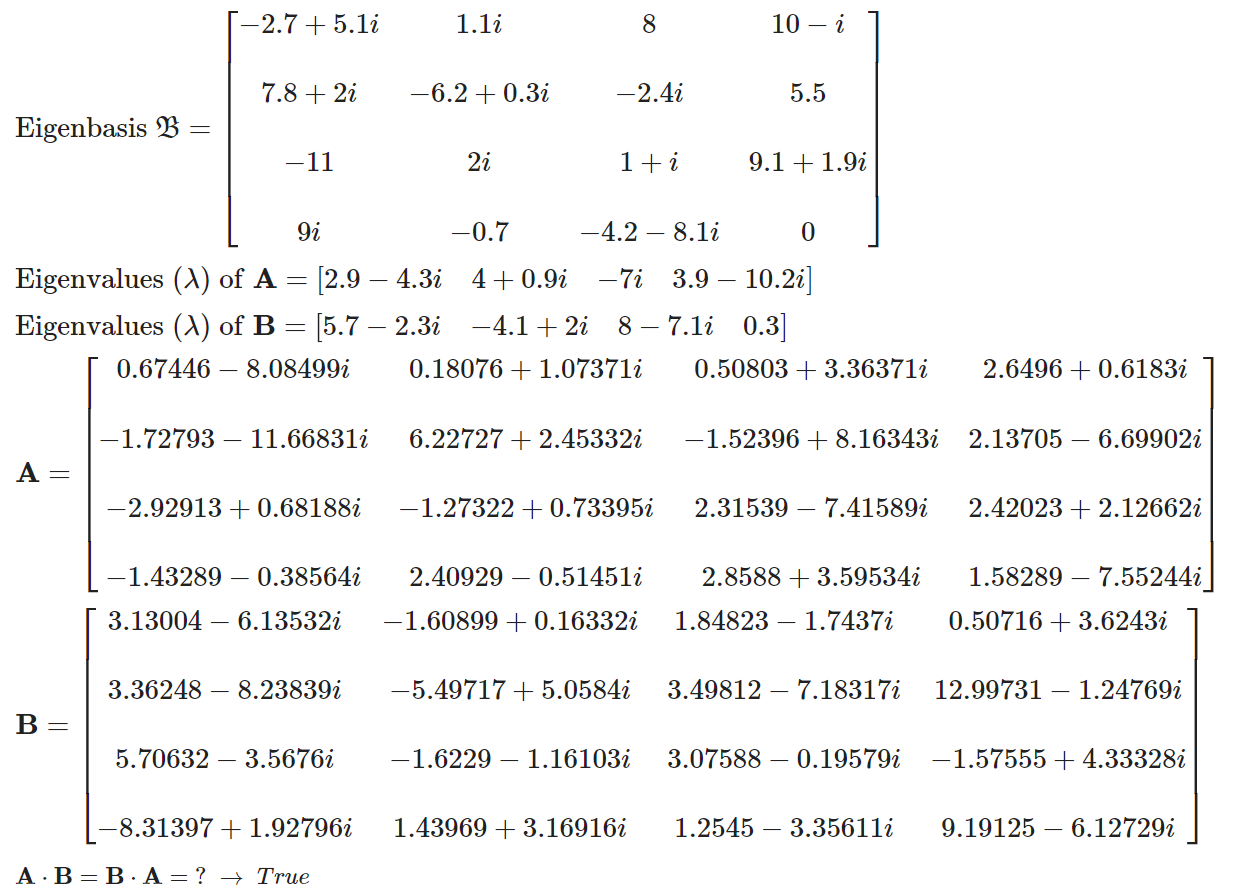 −2.7 + 5.1i 1.1i 8 10 − i
7.8 + 2i −6.2 + 0.3i −2.4i 5.5
Eigenbasis 𝔅 =
−11 2i 1 + i 9.1 + 1.9i
9i −0.7 −4.2 − 8.1i 0
Eigenvalues (λ) of A = [2.9 − 4.3i 4 + 0.9i −7i 3.9 − 10.2i]
Eigenvalues (λ) of B = [5.7 − 2.3i −4.1 + 2i 8 − 7.1i 0.3]
0.67446 − 8.08499i 0.18076 + 1.07371i 0.50803 + 3.36371i 2.6496 + 0.6183i
−1.72793 − 11.66831i 6.22727 + 2.45332i −1.52396 + 8.16343i 2.13705 − 6.69902i
A =
−2.92913 + 0.68188i −1.27322 + 0.73395i 2.31539 − 7.41589i 2.42023 + 2.12662i
−1.43289 − 0.38564i 2.40929 − 0.51451i 2.8588 + 3.59534i 1.58289 − 7.55244i
3.13004 − 6.13532i −1.60899 + 0.16332i 1.84823 − 1.7437i 0.50716 + 3.6243i
3.36248 − 8.23839i −5.49717 + 5.0584i 3.49812 − 7.18317i 12.99731 − 1.24769i
B =
5.70632 − 3.5676i −1.6229 − 1.16103i 3.07588 − 0.19579i −1.57555 + 4.33328i
−8.31397 + 1.92796i 1.43969 + 3.16916i 1.2545 − 3.35611i 9.19125 − 6.12729i
A · B = B · A = ? → True